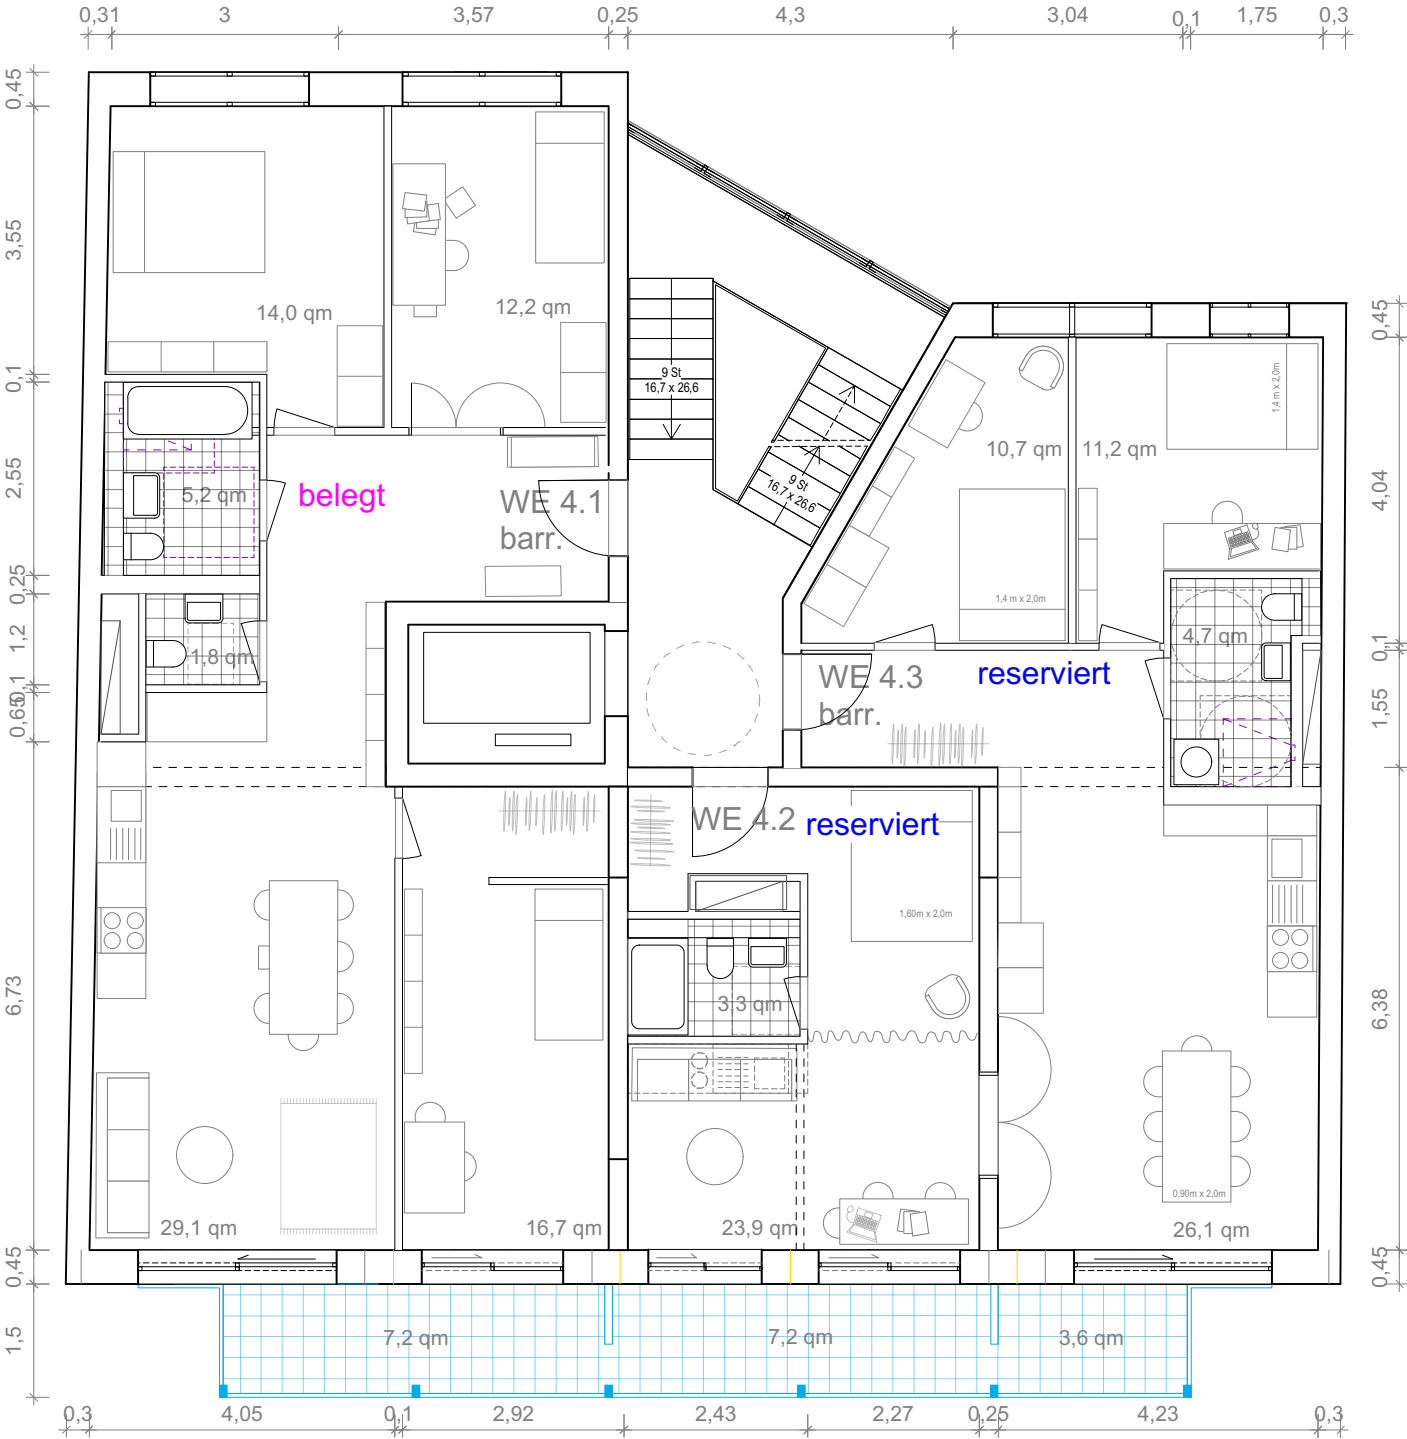 0,31 3 3,57 0,25 4,3 3,04 0,1 1,75 0,3
0,45
3,55
0,1
2,55
0,25
1,2
0,1
0,65
6,73
0,45
1,5
14,0 qm
12,2 qm
9 St
16,7 x 26,6
9 St
16,7 x 26,6
10,7 qm
11,2 qm
1,4 m x 2,0m
1,4m x 2,0m
5,2 qm
belegt
WE 4.1
barr.
1,8 qm
4,7 qm
WE 4.3
barr.
reserviert
WE 4.2
reserviert
1,60m x 2,0m
3,3 qm
0,90m x 2,0m
29,1 qm
16,7 qm
23,9 qm
26,1 qm
7,2 qm
7,2 qm
3,6 qm
0,45
4,04
0,1
1,55
6,38
0,45
0,3 4,05 0,1 2,92 2,43 2,27 0,25 4,23 0,3